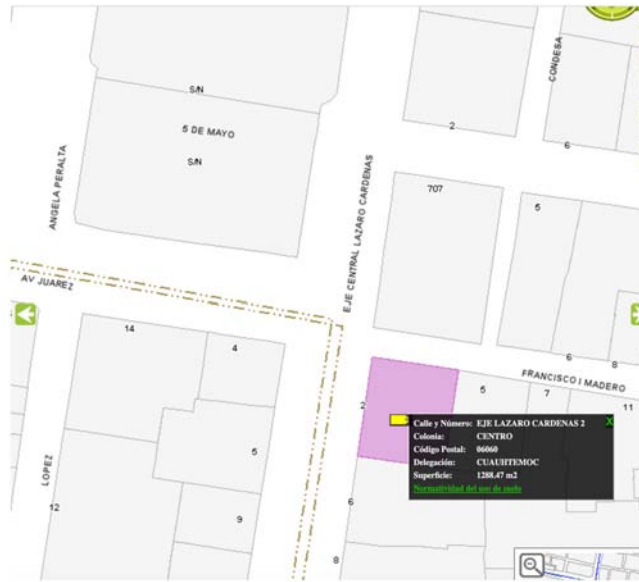 CONDESA
S/N
5 DE MAYO
S/N
2
6
ANGELA PERALTA
EJE CENTRAL LAZARO CARDENAS
707
5
AV JUAREZ
14
4
6
8
FRANCISCO I MADERO
5
7
11
2
Calle y Número: EJE LAZARO CARDENAS 2
X
Colonia: CENTRO
Código Postal: 06060
Delegación: CUAUHTEMOC
Superficie: 1288.47 m2
Normatividad del uso de suelo
5
LOPEZ
12
6
9
8